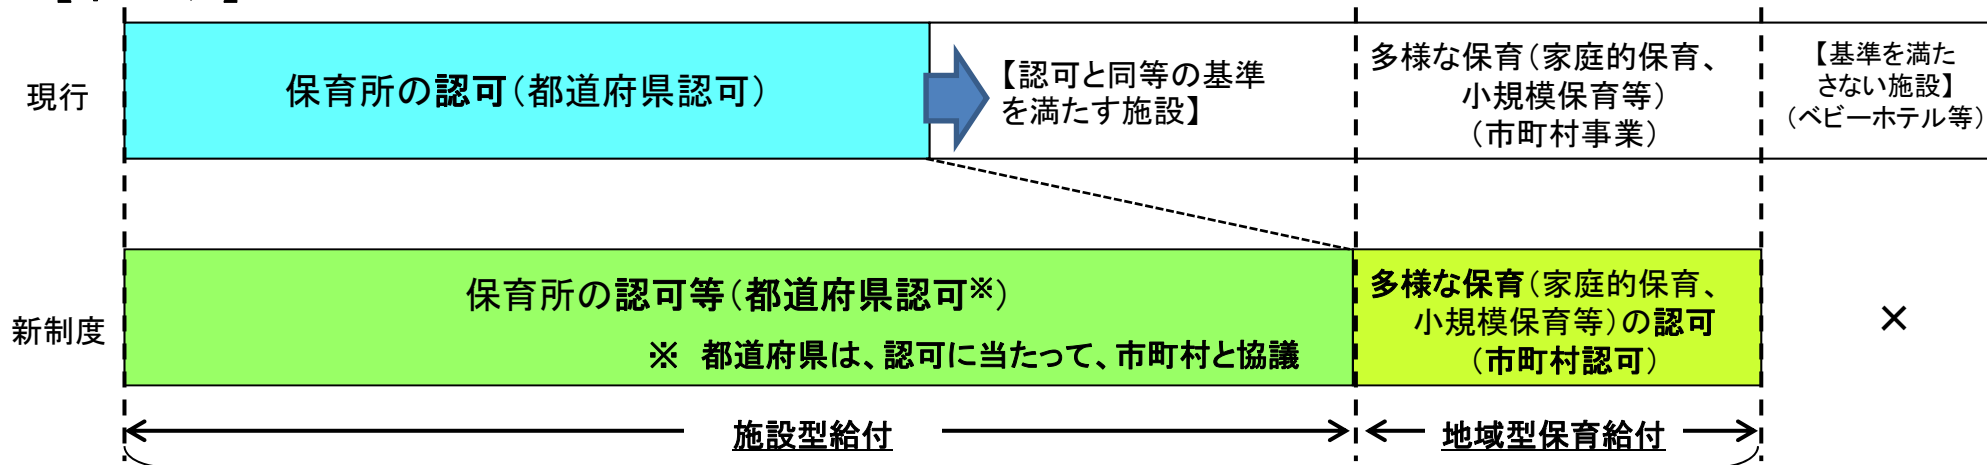 現行
保育所の認可（都道府県認可）
【認可と同等の基準
を満たす施設】
多様な保育（家庭的保育、
小規模保育等）
（市町村事業）
【基準を満た
さない施設】
（ベビーホテル等）
新制度
保育所の認可等（都道府県認可※）
※　都道府県は、認可に当たって、市町村と協議
多様な保育（家庭的保育、
小規模保育等）の認可
（市町村認可）
×
施設型給付
地域型保育給付